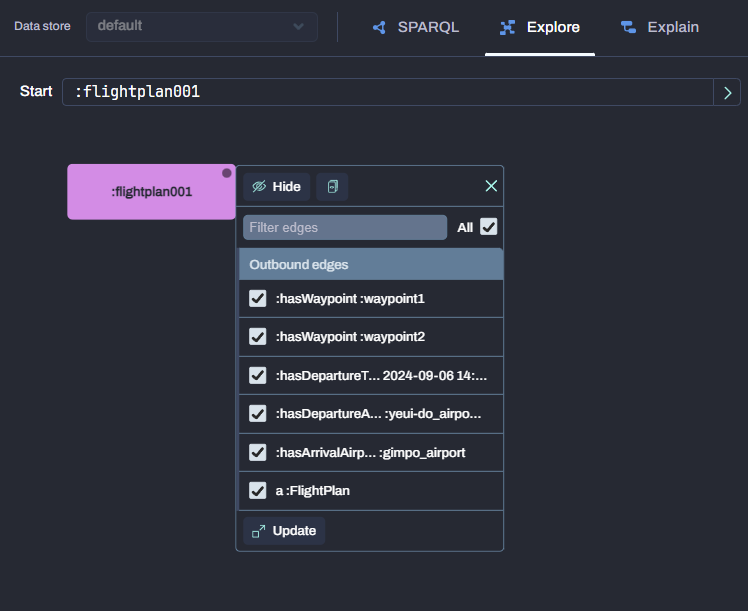 Data store default SPARQL Explore Explain
Start :flightplan001
:flightplan001
Hide
Filter edges All
Outbound edges
:hasWaypoint :waypoint1
:hasWaypoint :waypoint2
:hasDepartureT... 2024-09-06 14:...
:hasDepartureA... :yeui-do_airpo...
:hasArrivalAirp... :gimpo_airport
a :FlightPlan
Update